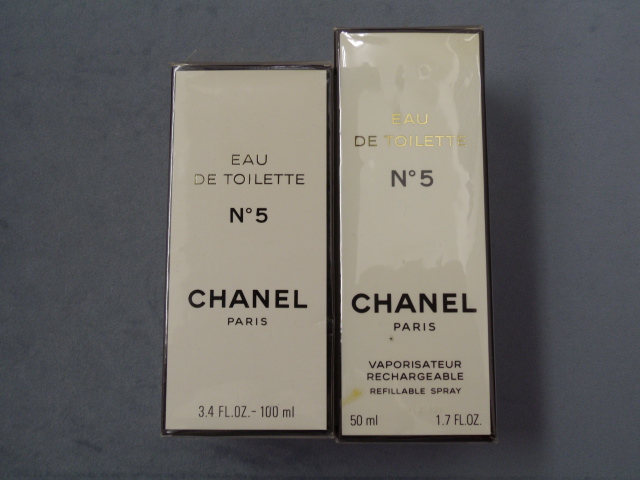 EAU
DE TOILETTE
N°5
CHANEL
PARIS
3.4 FL.OZ.- 100 ml
EAU
DE TOILETTE
N°5
CHANEL
PARIS
VAPORISATEUR
RECHARGEABLE
REFILLABLE SPRAY
50 ml 1.7 FL.OZ.